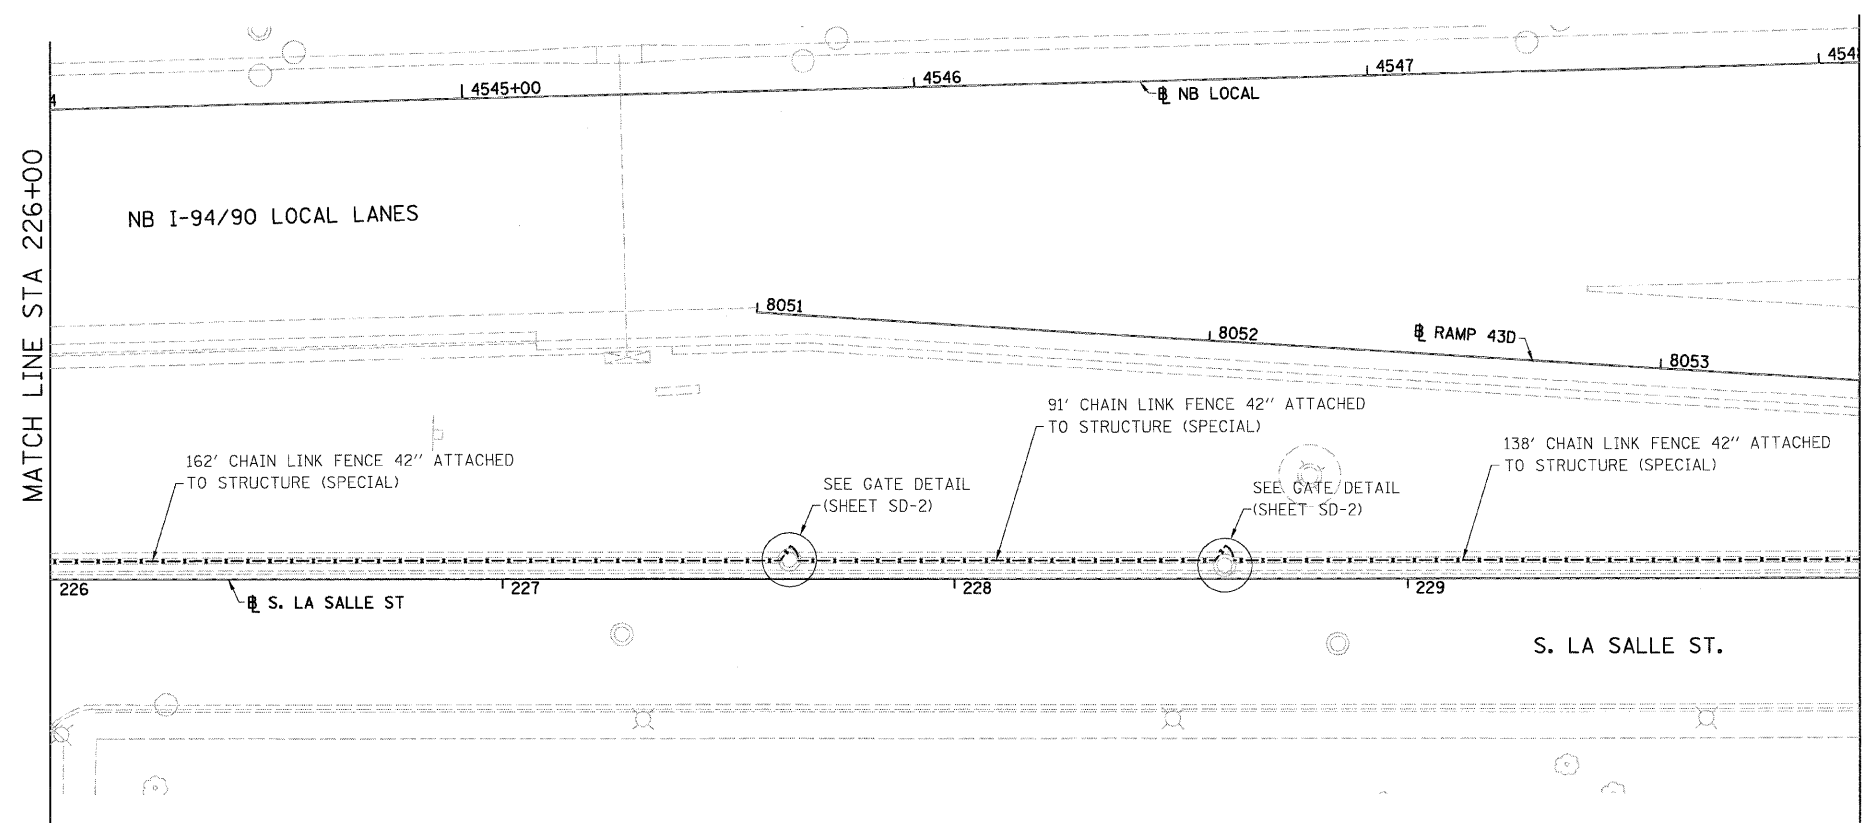 4545+00
4546
4547
454
4
℄ NB LOCAL
MATCH LINE STA 226+00
NB I-94/90 LOCAL LANES
8051
8052
℄ RAMP 43D
8053
91' CHAIN LINK FENCE 42" ATTACHED
TO STRUCTURE (SPECIAL)
138' CHAIN LINK FENCE 42" ATTACHED
TO STRUCTURE (SPECIAL)
162' CHAIN LINK FENCE 42" ATTACHED
TO STRUCTURE (SPECIAL)
SEE GATE DETAIL
(SHEET SD-2)
SEE GATE DETAIL
(SHEET SD-2)
226
227
228
229
℄ S. LA SALLE ST
S. LA SALLE ST.